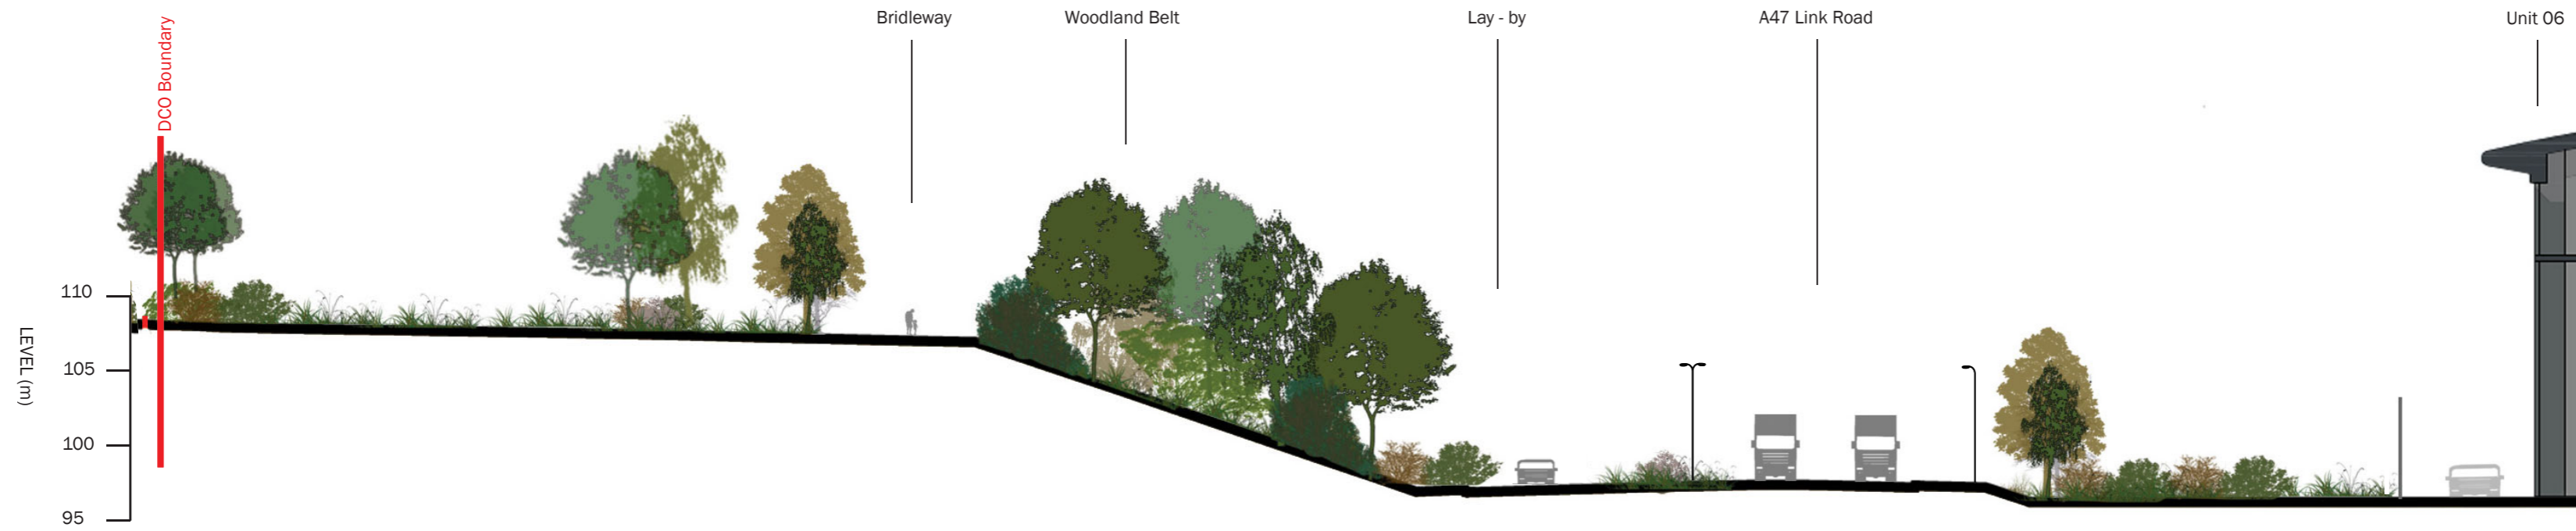 DCO Boundary
Bridleway
Woodland Belt
Lay - by
A47 Link Road
Unit 06
LEVEL (m)
110
105
100
95